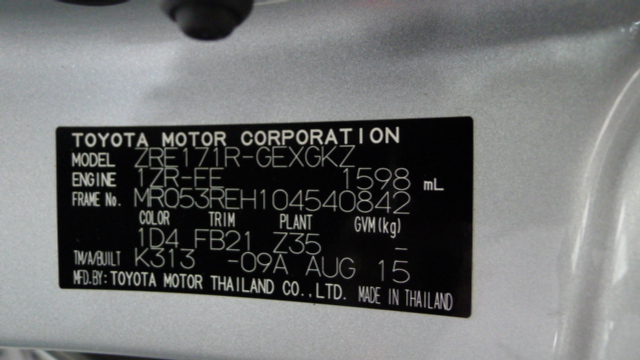 TOYOTA MOTOR CORPORATION
MODEL ZRE171R-GEXGKZ
ENGINE 1ZR-FE 1598 mL
FRAME No. MR053REH104540842
COLOR TRIM PLANT GVM(kg)
1D4 FB21 Z35 -
TM/A/BUILT K313 -09A AUG 15
MFD.BY: TOYOTA MOTOR THAILAND CO.,LTD. MADE IN THAILAND